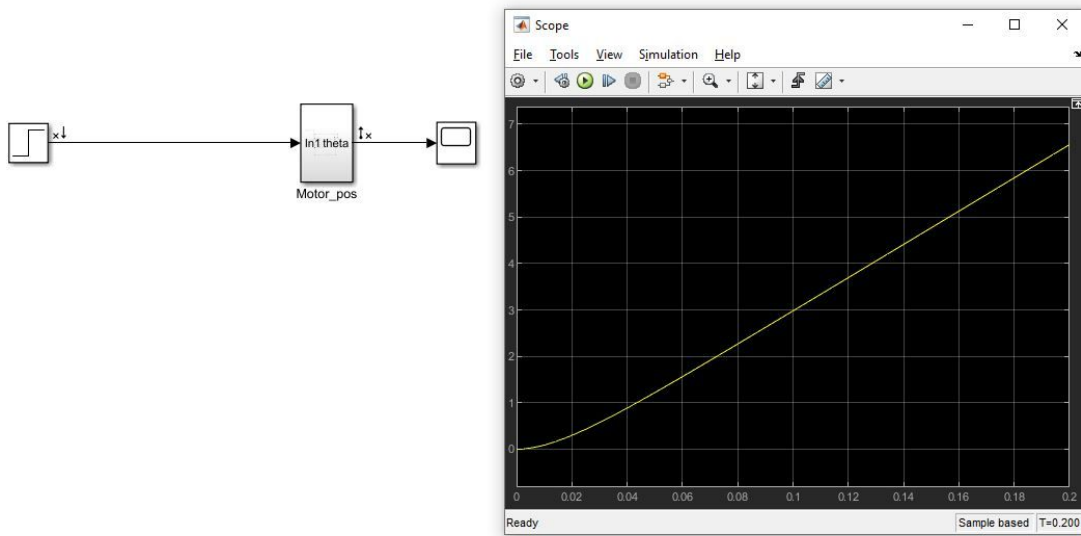 In1 theta
Motor_pos
Scope
File Tools View Simulation Help
7
6
5
4
3
2
1
0
0 0.02 0.04 0.06 0.08 0.1 0.12 0.14 0.16 0.18 0.2
Ready Sample based T=0.200